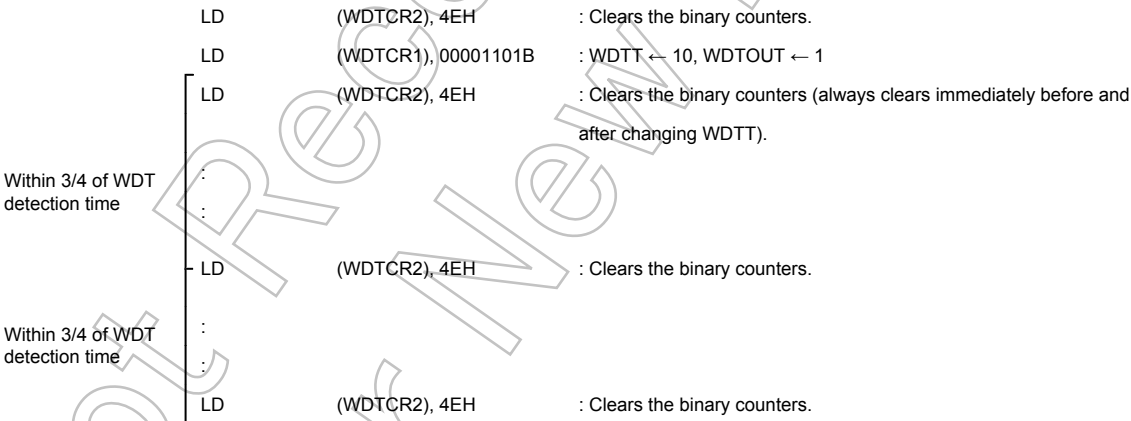 LD (WDTCR2), 4EH : Clears the binary counters.
LD (WDTCR1), 00001101B : WDTT ← 10, WDTOUT ← 1
LD (WDTCR2), 4EH : Clears the binary counters (always clears immediately before and
after changing WDTT).
Within 3/4 of WDT
detection time
:
:
LD (WDTCR2), 4EH : Clears the binary counters.
Within 3/4 of WDT
detection time
:
:
LD (WDTCR2), 4EH : Clears the binary counters.